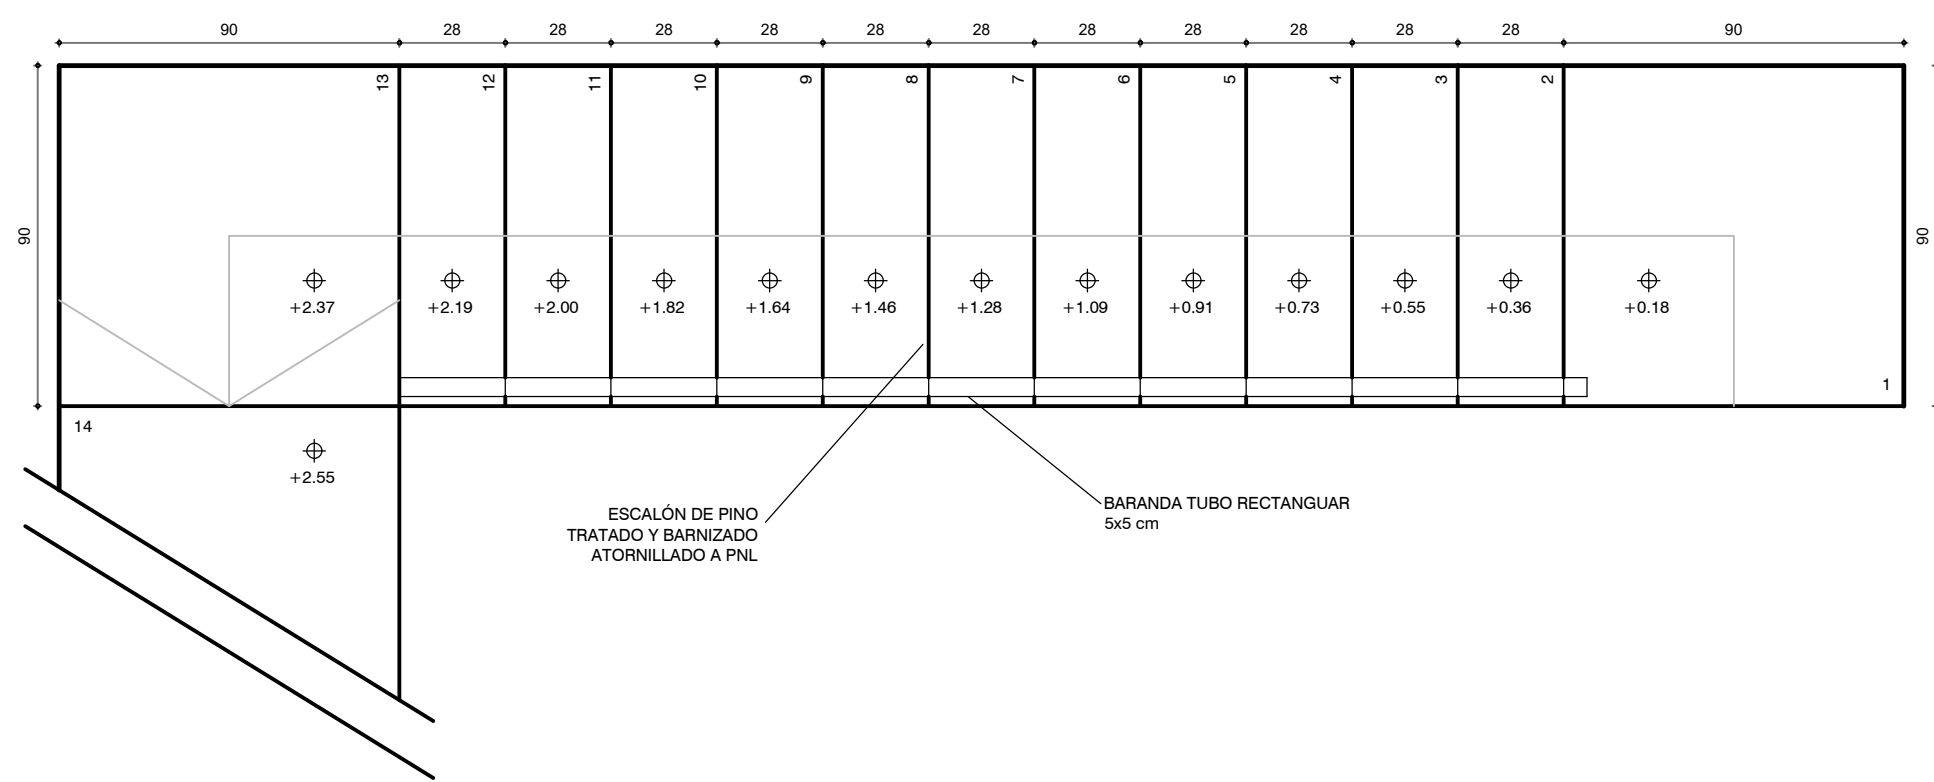 90 28 28 28 28 28 28 28 28 28 28 28 90
13 12 11 10 9 8 7 6 5 4 3 2
90
90
+2.37 +2.19 +2.00 +1.82 +1.64 +1.46 +1.28 +1.09 +0.91 +0.73 +0.55 +0.36 +0.18
1
14
+2.55
ESCALÓN DE PINO
TRATADO Y BARNIZADO
ATORNILLADO A PNL
BARANDA TUBO RECTANGUAR
5x5 cm